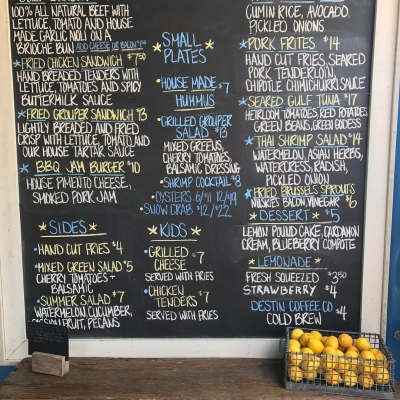 100% ALL NATURAL BEEF WITH
LETTUCE, TOMATO AND HOUSE
MADE GARLIC AIOLI ON A
BRIOCHE BUN ADD CHEESE OR BACON
FRIED CHICKEN SANDWICH $7.50
HAND BREADED TENDERS WITH
LETTUCE, TOMATOES AND SPICY
BUTTERMILK SAUCE
FRIED GROUPER SANDWICH $13
LIGHTLY BREADED AND FRIED
CRISP WITH LETTUCE, TOMATO AND
OUR HOUSE TARTAR SAUCE
BBQ JAM BURGER $10
HOUSE PIMENTO CHEESE,
SMOKED PORK JAM
SIDES
HAND CUT FRIES $4
MIXED GREEN SALAD $5
CHERRY TOMATOES +
BALSAMIC
SUMMER SALAD $7
WATERMELON, CUCUMBER,
PASSION FRUIT, PECANS
SMALL
PLATES
HOUSE MADE $7
HUMMUS
GRILLED GROUPER
SALAD $13
MIXED GREENS,
CHERRY TOMATOES,
BALSAMIC DRESSING
SHRIMP COCKTAIL $8
OYSTERS 6/$11 12/$19
SNOW CRAB $12/$22
KIDS
GRILLED $7
CHEESE
SERVED WITH FRIES
CHICKEN $7
TENDERS
SERVED WITH FRIES
CUMIN RICE, AVOCADO,
PICKLED ONIONS
PORK FRITES $14
HAND CUT FRIES, SEARED
PORK TENDERLOIN,
CHIPOTLE CHIMICHURRI SAUCE
SEARED GULF TUNA $17
HEIRLOOM TOMATOES, RED POTATOES,
GREEN BEANS, GREEN GODDESS
THAI SHRIMP SALAD $14
WATERMELON, ASIAN HERBS,
WATERCRESS, RADISH,
PICKLED ONION
FRIED BRUSSELS SPROUTS
BACON, VINEGAR $6
DESSERT $5
LEMON POUND CAKE, CARDAMON
CREAM, BLUEBERRY COMPOTE
LEMONADE
FRESH SQUEEZED $3.50
STRAWBERRY $4
DESTIN COFFEE CO. $4
COLD BREW